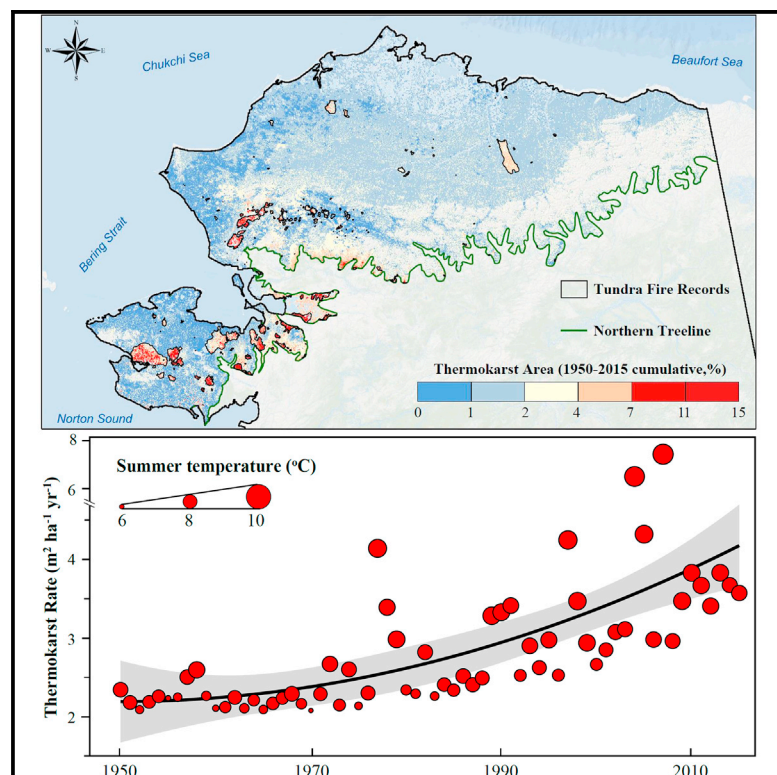 N
W
E
S
Chukchi Sea
Beaufort Sea
Bering Strait
Norton Sound
Tundra Fire Records
Northern Treeline
Thermokarst Area (1950-2015 cumulative,%)
0 1 2 4 7 11 15
Thermokarst Rate (m² ha⁻¹ yr⁻¹)
8
6
4
3
2
Summer temperature (°C)
6 8 10
1950 1970 1990 2010